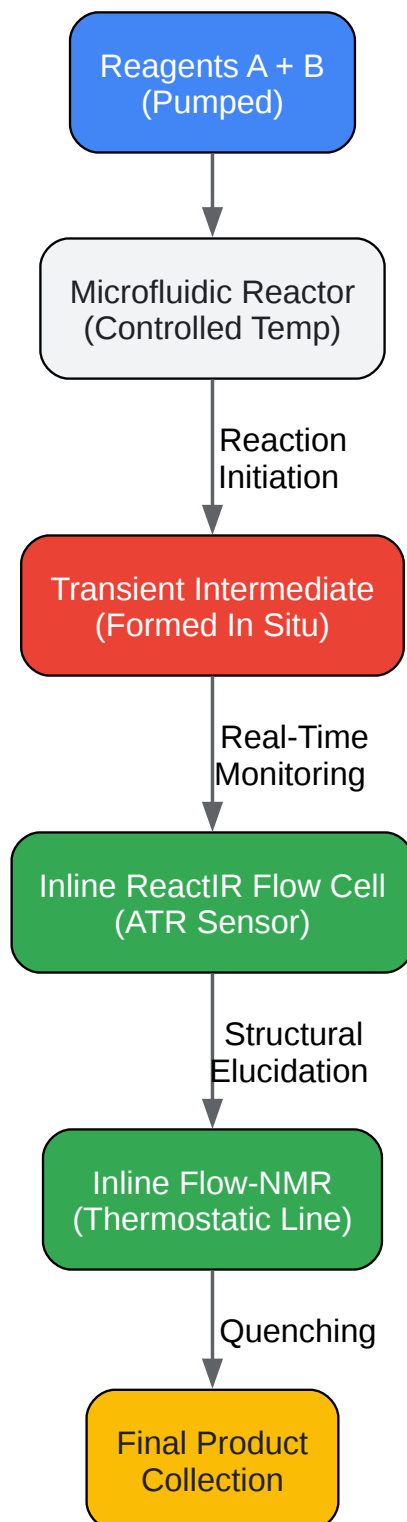 Reagents A + B
(Pumped)
Microfluidic Reactor
(Controlled Temp)
Reaction
Initiation
Transient Intermediate
(Formed In Situ)
Real-Time
Monitoring
Inline ReactIR Flow Cell
(ATR Sensor)
Structural
Elucidation
Inline Flow-NMR
(Thermostatic Line)
Quenching
Final Product
Collection